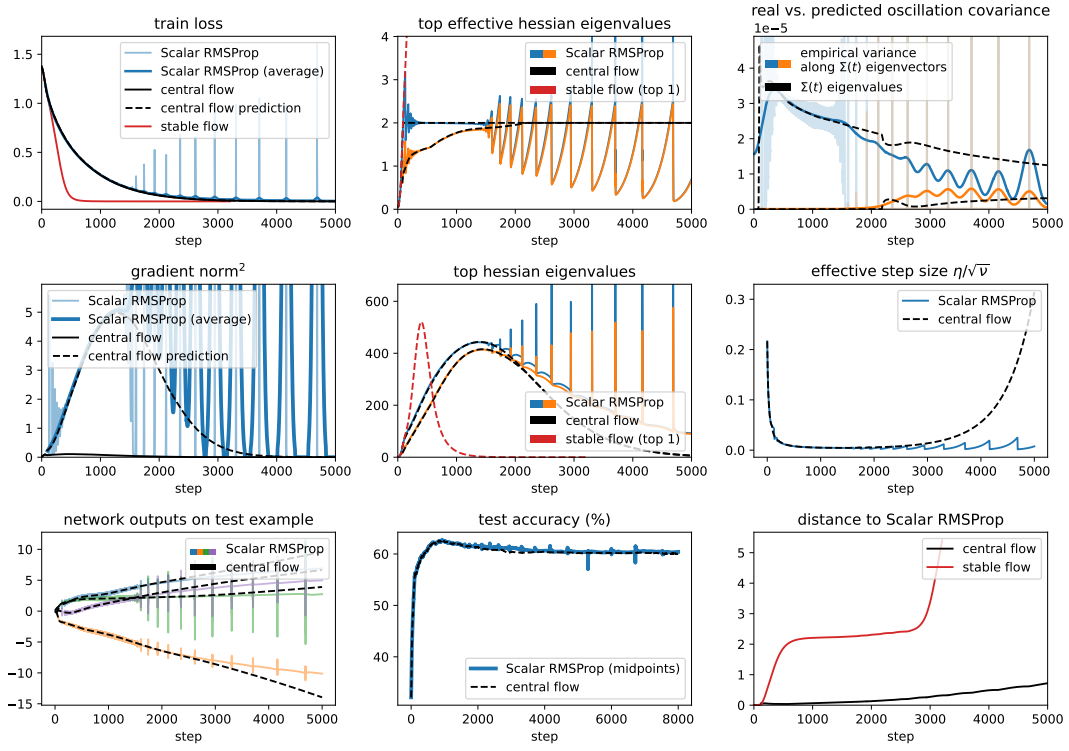 train loss
1.5
1.0
0.5
0.0
0
1000
2000
3000
4000
5000
step
Scalar RMSProp
Scalar RMSProp (average)
central flow
central flow prediction
stable flow
top effective hessian eigenvalues
4
3
2
1
0
0
1000
2000
3000
4000
5000
step
Scalar RMSProp
central flow
stable flow (top 1)
real vs. predicted oscillation covariance
1e−5
4
3
2
1
0
0
1000
2000
3000
4000
5000
step
empirical variance
along Σ(t) eigenvectors
Σ(t) eigenvalues
gradient norm²
5
4
3
2
1
0
0
1000
2000
3000
4000
5000
step
Scalar RMSProp
Scalar RMSProp (average)
central flow
central flow prediction
top hessian eigenvalues
600
400
200
0
0
1000
2000
3000
4000
5000
step
Scalar RMSProp
central flow
stable flow (top 1)
effective step size η/√ν
0.3
0.2
0.1
0.0
0
1000
2000
3000
4000
5000
step
Scalar RMSProp
central flow
network outputs on test example
10
5
0
−5
−10
−15
0
1000
2000
3000
4000
5000
step
Scalar RMSProp
central flow
test accuracy (%)
60
50
40
0
2000
4000
6000
8000
step
Scalar RMSProp (midpoints)
central flow
distance to Scalar RMSProp
5
4
3
2
1
0
0
1000
2000
3000
4000
5000
step
central flow
stable flow